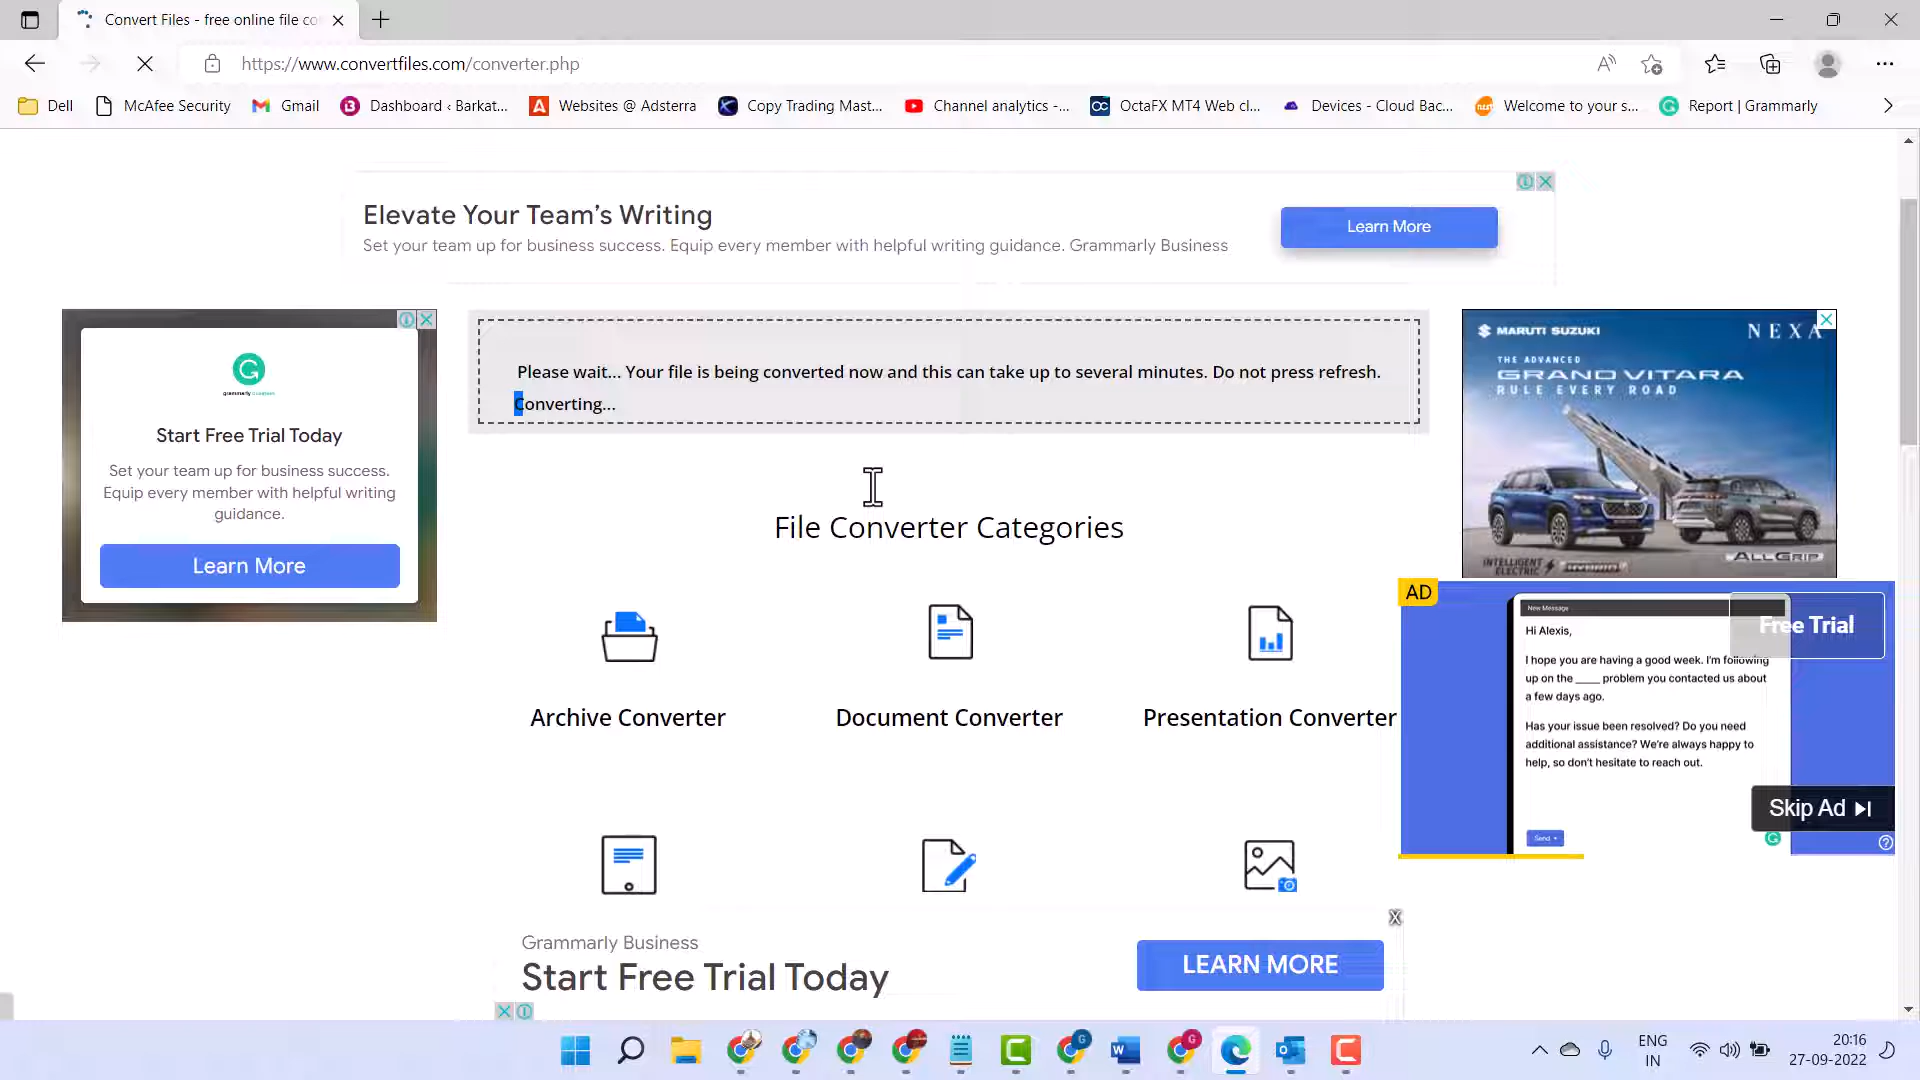 Convert Files - free online file co
https://www.convertfiles.com/converter.php
Dell
McAfee Security
Gmail
Dashboard ‹ Barkat...
Websites @ Adsterra
Copy Trading Mast...
Channel analytics -...
OctaFX MT4 Web cl...
Devices - Cloud Bac...
Welcome to your s...
Report | Grammarly
Elevate Your Team's Writing
Set your team up for business success. Equip every member with helpful writing guidance. Grammarly Business
Learn More
Start Free Trial Today
Set your team up for business success.
Equip every member with helpful writing
guidance.
Learn More
Please wait... Your file is being converted now and this can take up to several minutes. Do not press refresh.
Converting...
MARUTI SUZUKI
NEXA
THE ADVANCED
GRAND VITARA
RULE EVERY ROAD
INTELLIGENT
ELECTRIC
ALLGRIP
File Converter Categories
Archive Converter
Document Converter
Presentation Converter
AD
New Message
Free Trial
Hi Alexis,
I hope you are having a good week. I'm following
up on the _____ problem you contacted us about
a few days ago.
Has your issue been resolved? Do you need
additional assistance? We're always happy to
help, so don't hesitate to reach out.
Send
Skip Ad
Grammarly Business
Start Free Trial Today
LEARN MORE
ENG
IN
20:16
27-09-2022